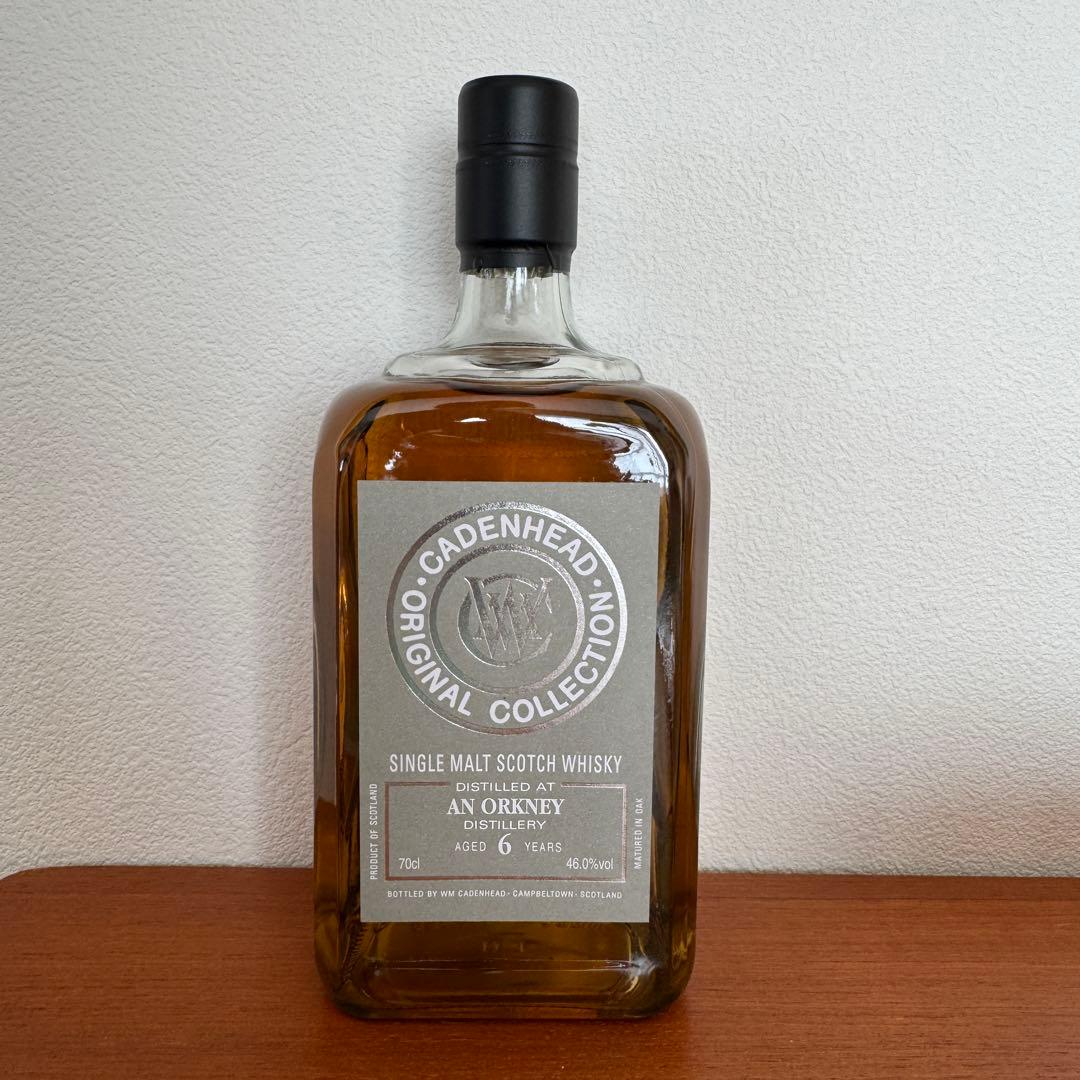 CADENHEAD
ORIGINAL COLLECTION
WC
SINGLE MALT SCOTCH WHISKY
DISTILLED AT
AN ORKNEY
DISTILLERY
AGED 6 YEARS
70cl 46.0%vol
PRODUCT OF SCOTLAND
MATURED IN OAK
BOTTLED BY WM CADENHEAD · CAMPBELTOWN · SCOTLAND